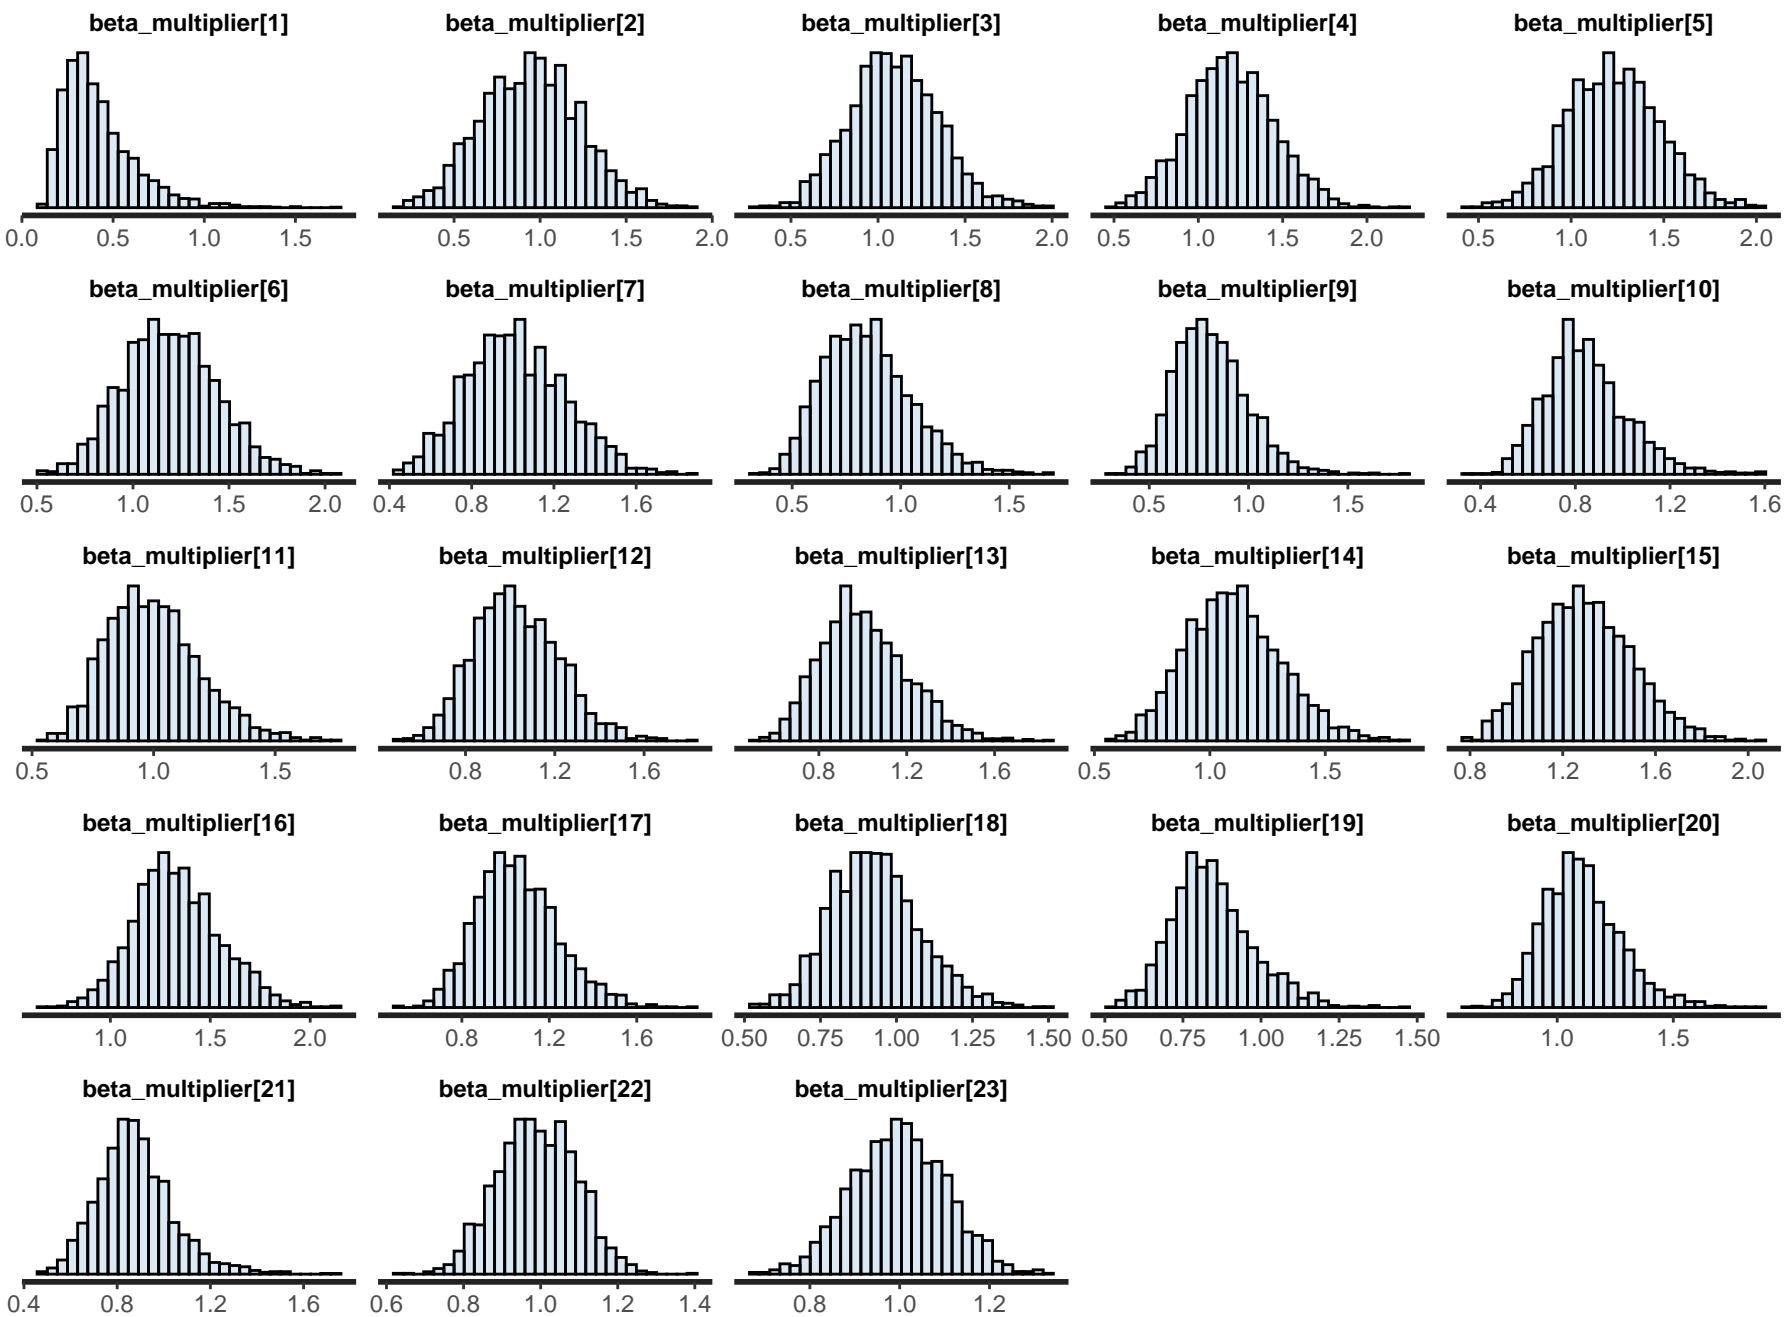 beta_multiplier[1] beta_multiplier[2] beta_multiplier[3] beta_multiplier[4] beta_multiplier[5]
0.0 0.5 1.0 1.5 0.5 1.0 1.5 2.0 0.5 1.0 1.5 2.0 0.5 1.0 1.5 2.0 0.5 1.0 1.5 2.0
beta_multiplier[6] beta_multiplier[7] beta_multiplier[8] beta_multiplier[9] beta_multiplier[10]
0.5 1.0 1.5 2.0 0.4 0.8 1.2 1.6 0.5 1.0 1.5 0.5 1.0 1.5 0.4 0.8 1.2 1.6
beta_multiplier[11] beta_multiplier[12] beta_multiplier[13] beta_multiplier[14] beta_multiplier[15]
0.5 1.0 1.5 0.8 1.2 1.6 0.8 1.2 1.6 0.5 1.0 1.5 0.8 1.2 1.6 2.0
beta_multiplier[16] beta_multiplier[17] beta_multiplier[18] beta_multiplier[19] beta_multiplier[20]
1.0 1.5 2.0 0.8 1.2 1.6 0.50 0.75 1.00 1.25 1.50 0.50 0.75 1.00 1.25 1.50 1.0 1.5
beta_multiplier[21] beta_multiplier[22] beta_multiplier[23]
0.4 0.8 1.2 1.6 0.6 0.8 1.0 1.2 1.4 0.8 1.0 1.2